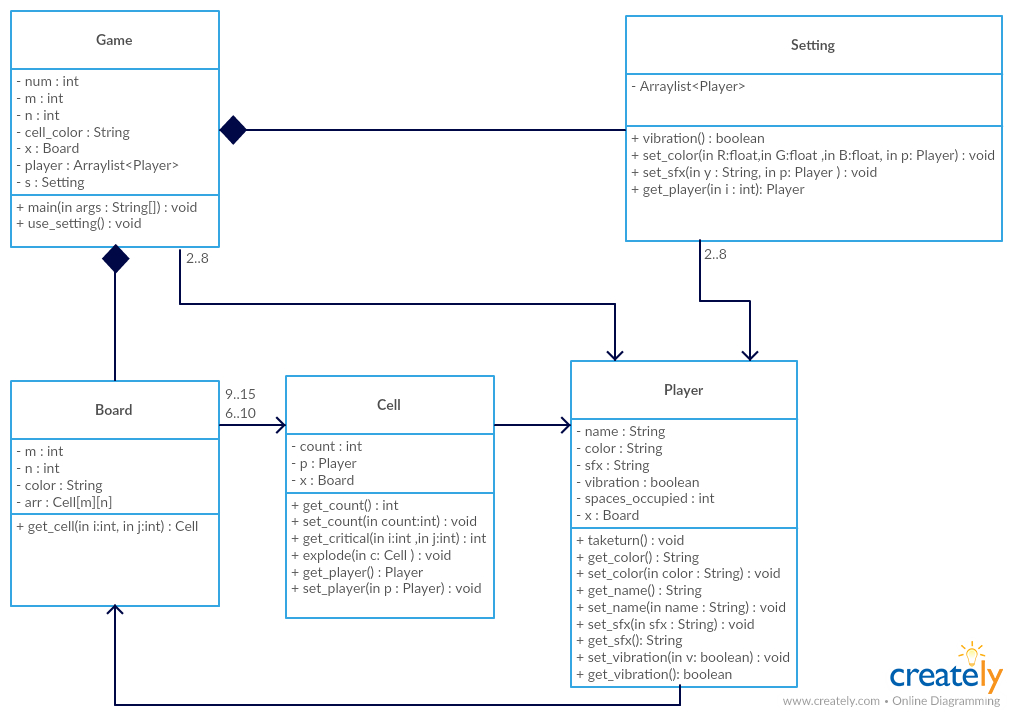 Game
- num : int
- m : int
- n : int
- cell_color : String
- x : Board
- player : Arraylist<Player>
- s : Setting
+ main(in args : String[]) : void
+ use_setting() : void
Setting
- Arraylist<Player>
+ vibration() : boolean
+ set_color(in R:float,in G:float ,in B:float, in p: Player) : void
+ set_sfx(in y : String, in p: Player ) : void
+ get_player(in i : int): Player
2..8
2..8
Board
- m : int
- n : int
- color : String
- arr : Cell[m][n]
+ get_cell(in i:int, in j:int) : Cell
9..15
6..10
Cell
- count : int
- p : Player
- x : Board
+ get_count() : int
+ set_count(in count:int) : void
+ get_critical(in i:int ,in j:int) : int
+ explode(in c: Cell ) : void
+ get_player() : Player
+ set_player(in p : Player) : void
Player
- name : String
- color : String
- sfx : String
- vibration : boolean
- spaces_occupied : int
- x : Board
+ taketurn() : void
+ get_color() : String
+ set_color(in color : String) : void
+ get_name() : String
+ set_name(in name : String) : void
+ set_sfx(in sfx : String) : void
+ get_sfx(): String
+ set_vibration(in v: boolean) : void
+ get_vibration(): boolean
creately
www.creately.com • Online Diagramming